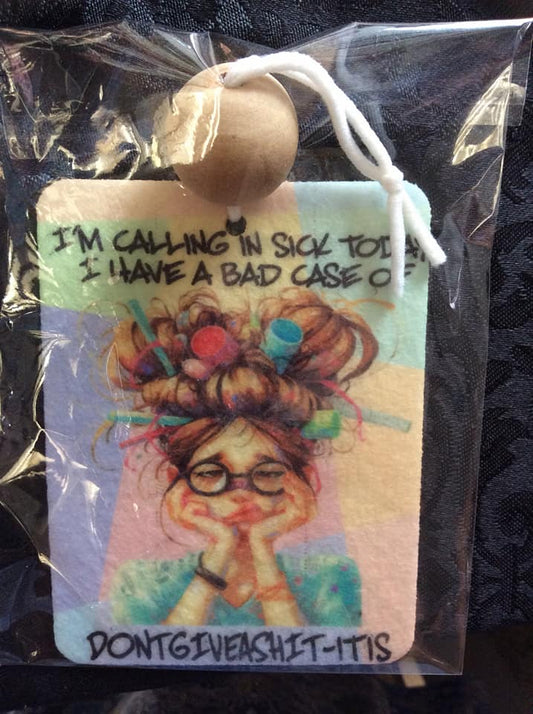 I'M CALLING IN SICK TODAY
I HAVE A BAD CASE OF
DONTGIVEASHIT-ITIS